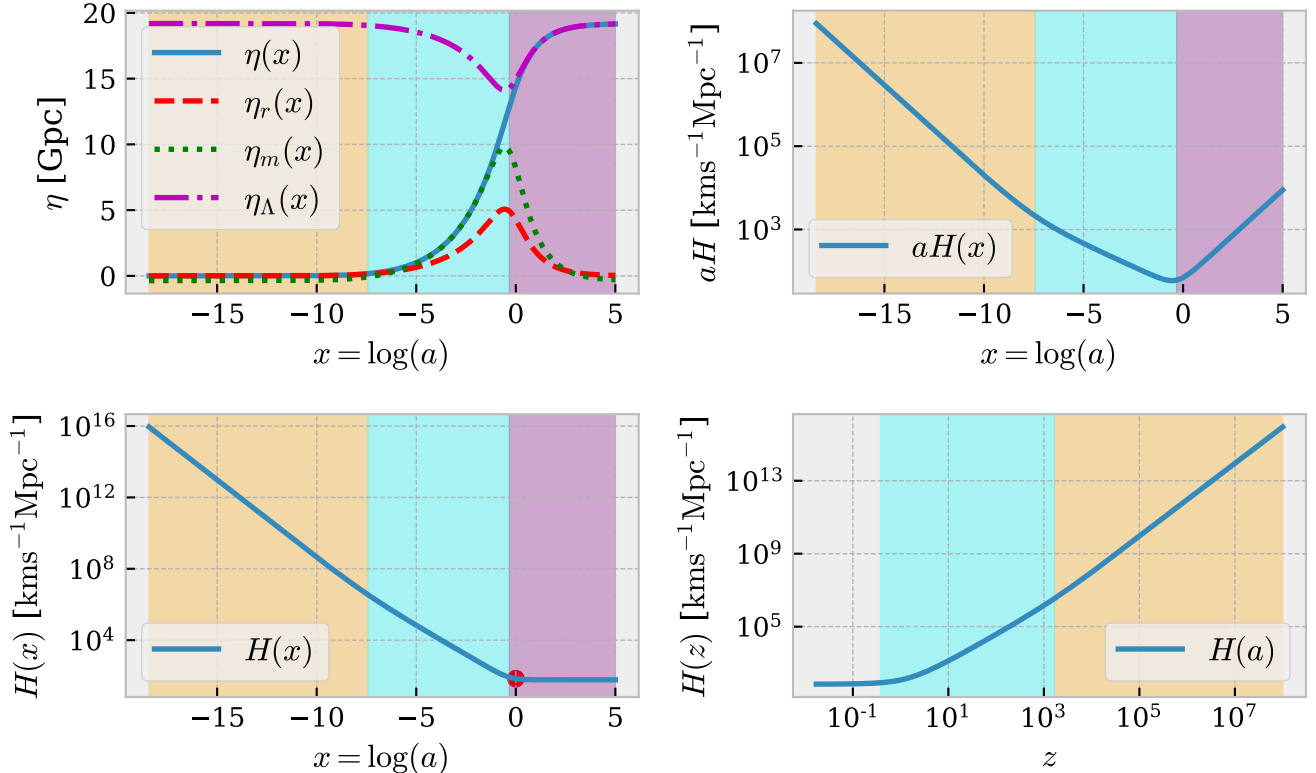 20
15
10
5
0
η [Gpc]
η(x)
η_r(x)
η_m(x)
η_Λ(x)
−15 −10 −5 0 5
x = log(a)
10^7
10^5
10^3
aH [kms^−1Mpc^−1]
aH(x)
−15 −10 −5 0 5
x = log(a)
10^16
10^12
10^8
10^4
H(x) [kms^−1Mpc^−1]
H(x)
−15 −10 −5 0 5
x = log(a)
10^13
10^9
10^5
H(z) [kms^−1Mpc^−1]
H(a)
10^-1 10^1 10^3 10^5 10^7
z